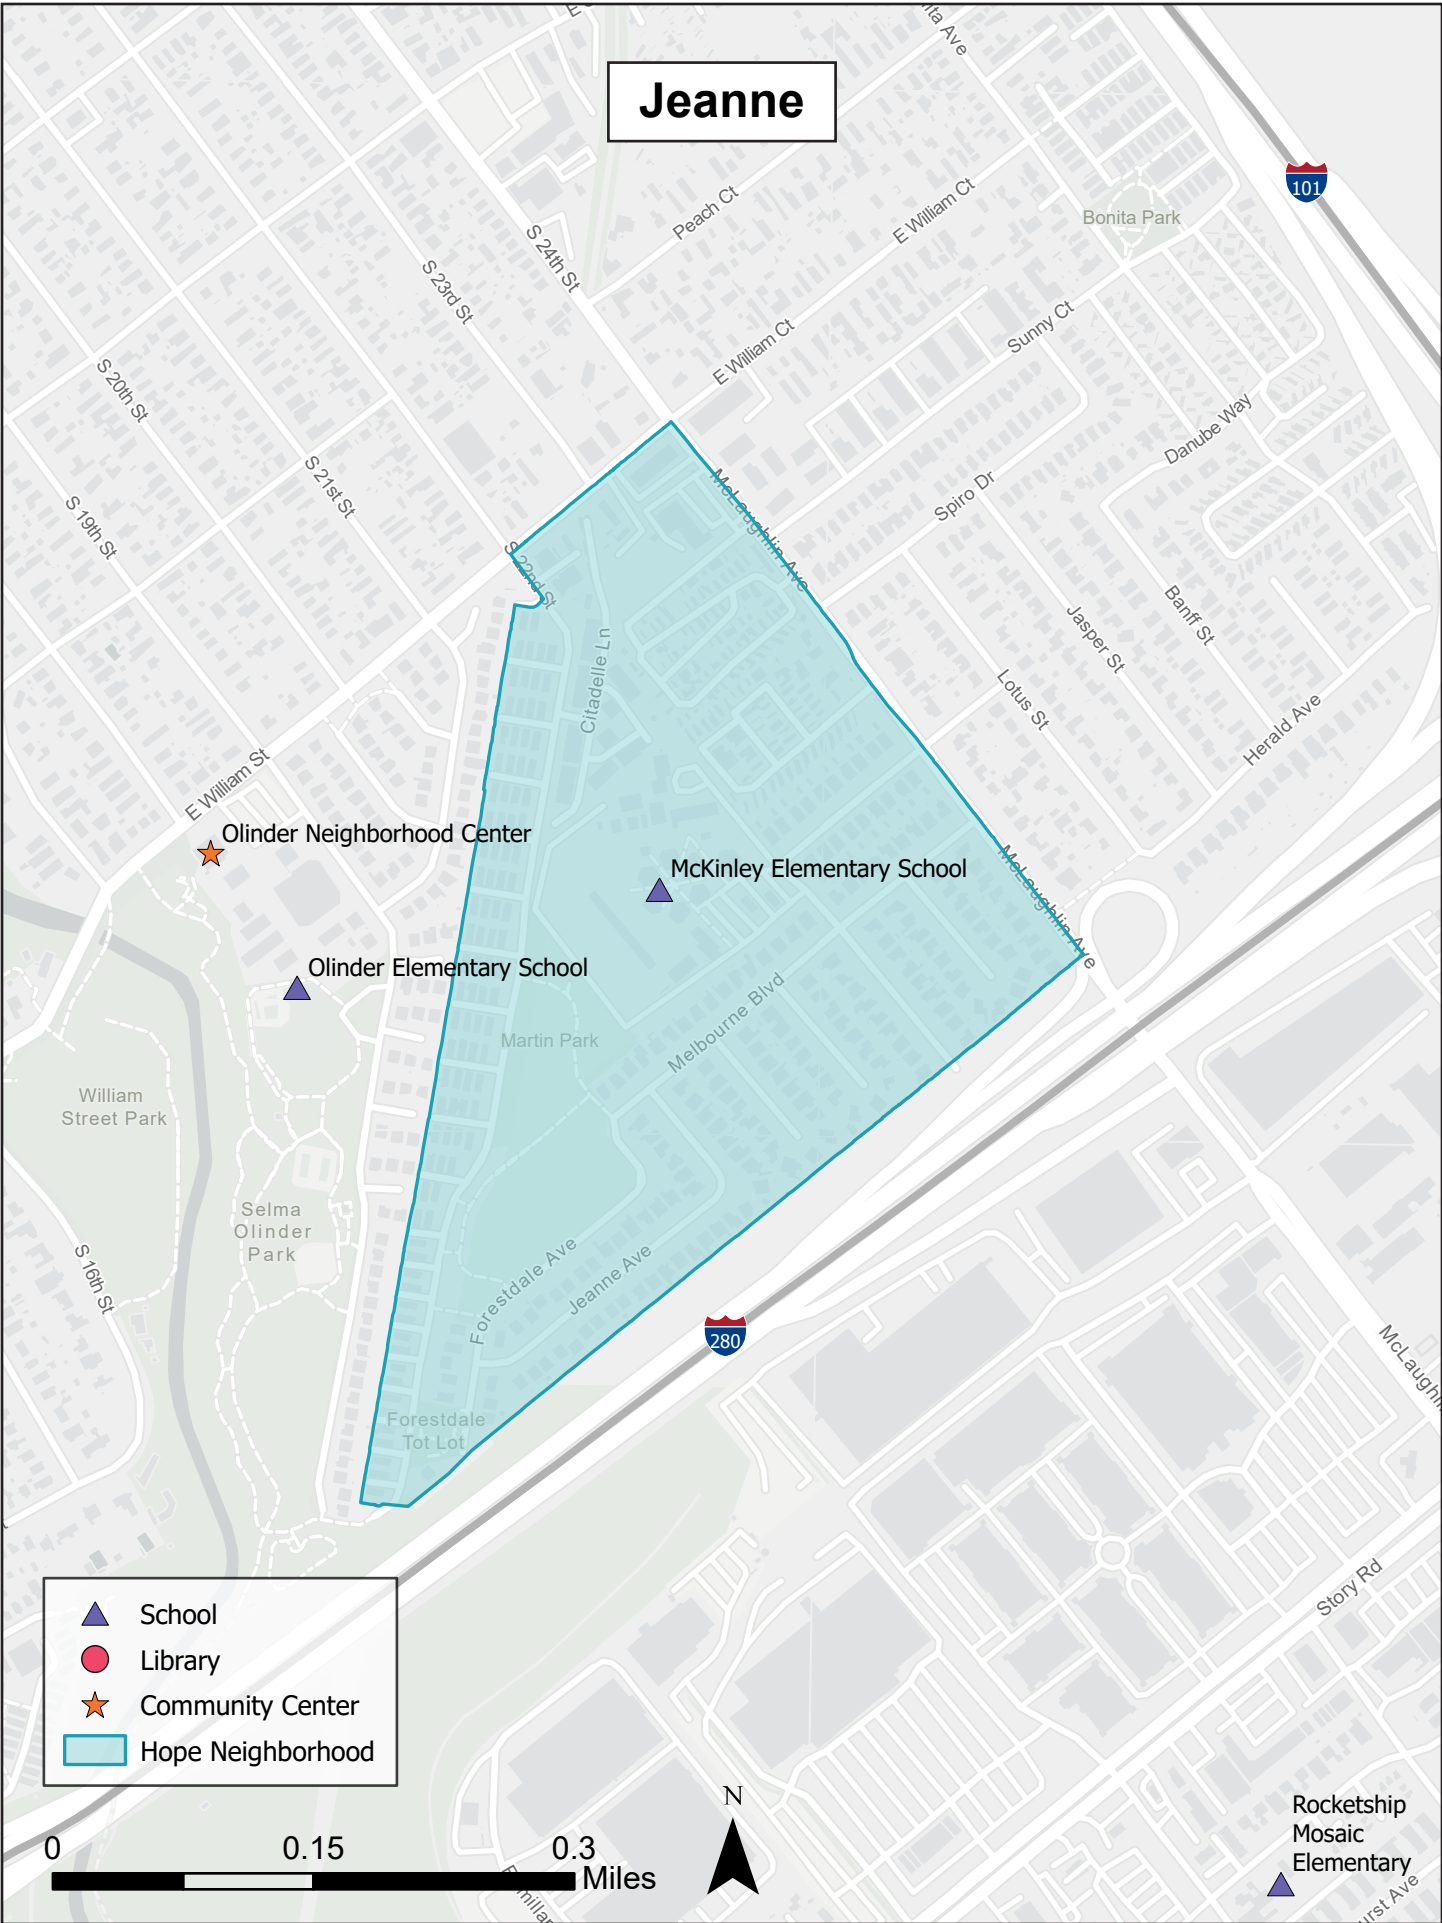 Jeanne
101
Bonita Park
Peach Ct
E William Ct
S 24th St
S 23rd St
E William Ct
Sunny Ct
S 20th St
Danube Way
S 21st St
S 19th St
McLaughlin Ave
Spiro Dr
S 22nd St
Banff St
Jasper St
Citadelle Ln
Lotus St
Herald Ave
E William St
Olinder Neighborhood Center
McKinley Elementary School
McLaughlin Ave
Olinder Elementary School
Martin Park
Melbourne Blvd
William
Street Park
Selma
Olinder
Park
S 16th St
Forestdale Ave
Jeanne Ave
280
McLaughlin
Forestdale
Tot Lot
Story Rd
School
Library
Community Center
Hope Neighborhood
N
Rocketship
Mosaic
Elementary
0 0.15 0.3
Miles